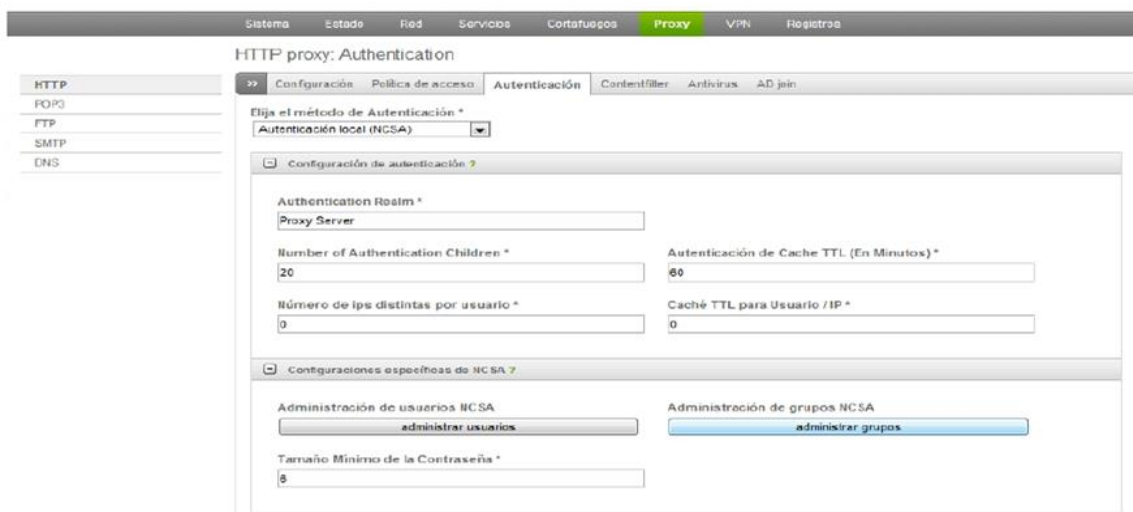 Sistema Estado Red Servicios Cortafuegos Proxy VPN Registros
HTTP proxy: Authentication
HTTP
POP3
FTP
SMTP
DNS
>> Configuración Política de acceso Autenticación Contentfilter Antivirus AD join
Elija el método de Autenticación *
Autenticación local (NCSA)
Configuración de autenticación ?
Authentication Realm *
Proxy Server
Number of Authentication Children * Autenticación de Cache TTL (En Minutos) *
20 60
Número de ips distintas por usuario * Caché TTL para Usuario / IP *
0 0
Configuraciones específicas de NCSA ?
Administración de usuarios NCSA Administración de grupos NCSA
administrar usuarios administrar grupos
Tamaño Mínimo de la Contraseña *
6